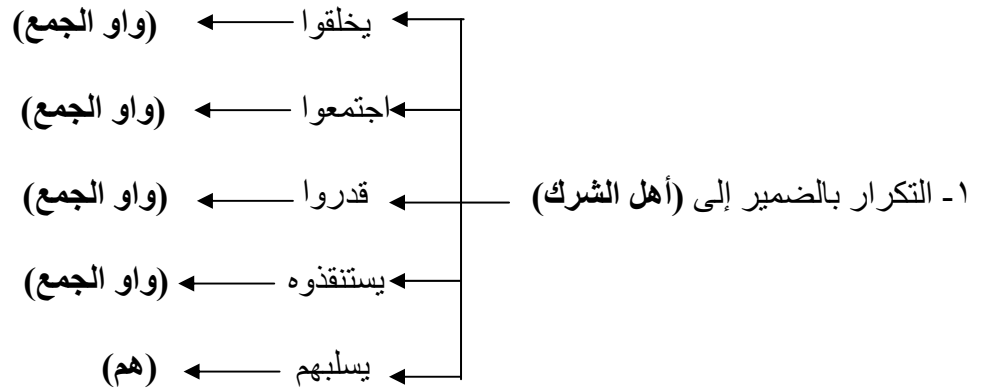 يخلقوا (واو الجمع)
اجتمعوا (واو الجمع)
١- التكرار بالضمير إلى (أهل الشرك) قدروا (واو الجمع)
يستنقذوه (واو الجمع)
يسلبهم (هم)